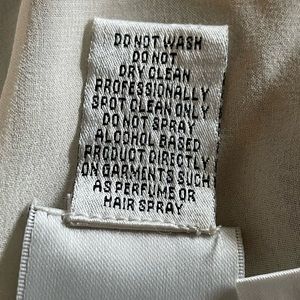 DO NOT WASH
DO NOT
DRY CLEAN
PROFESSIONALLY
SPOT CLEAN ONLY
DO NOT SPRAY
ALCOHOL BASED
PRODUCT DIRECTLY
ON GARMENTS SUCH
AS PERFUME OR
HAIR SPRAY